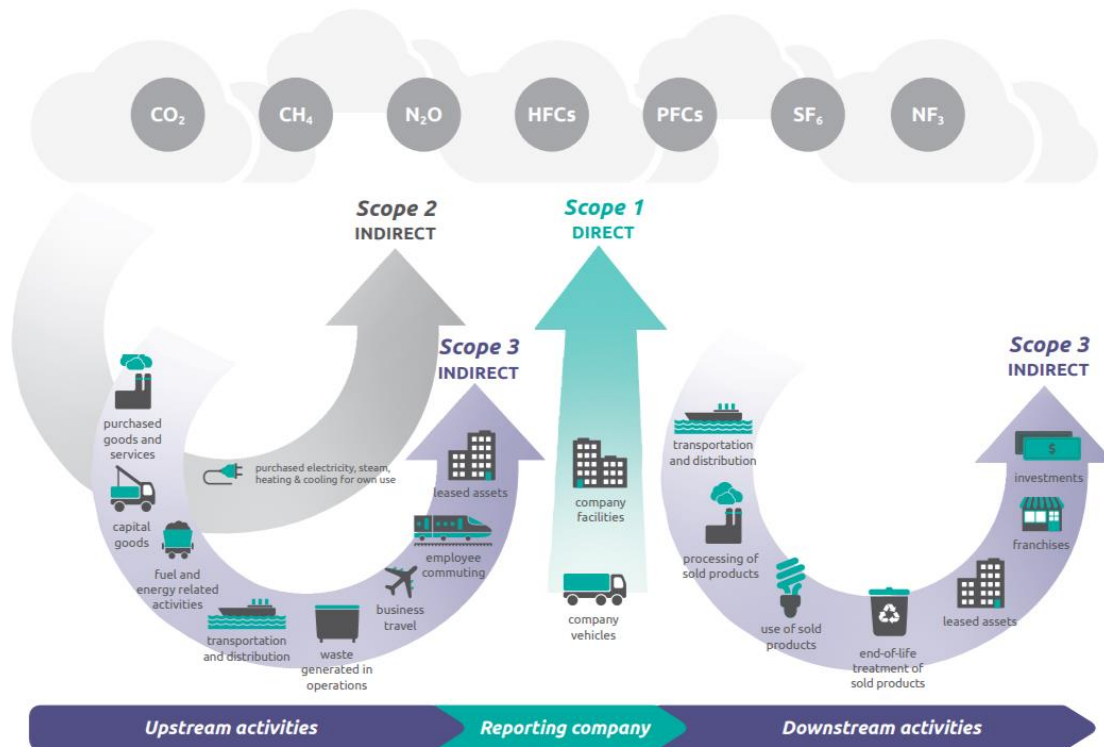 CO₂
CH₄
N₂O
HFCs
PFCs
SF₆
NF₃
Scope 2
INDIRECT
Scope 1
DIRECT
Scope 3
INDIRECT
Scope 3
INDIRECT
purchased
goods and
services
capital
goods
fuel and
energy related
activities
transportation
and distribution
waste
generated in
operations
business
travel
employee
commuting
leased assets
purchased electricity, steam,
heating & cooling for own use
company
facilities
company
vehicles
transportation
and distribution
processing of
sold products
use of sold
products
end-of-life
treatment of
sold products
leased assets
franchises
$
investments
Upstream activities
Reporting company
Downstream activities